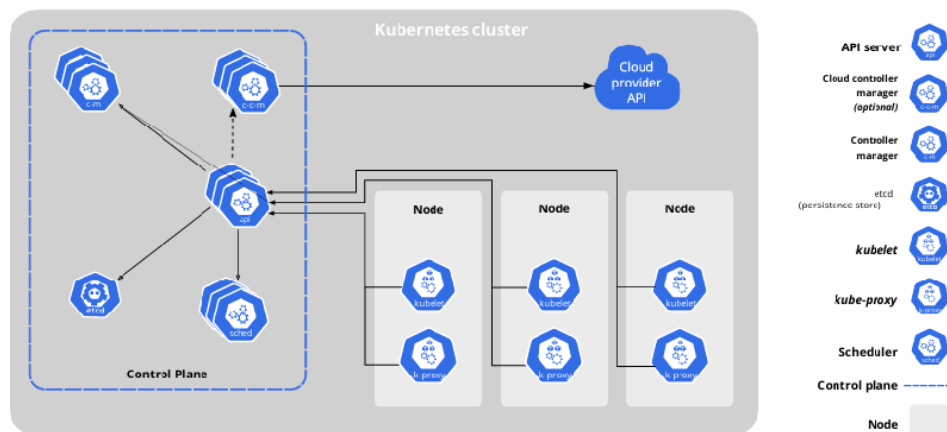 Kubernetes cluster
c-m
c-c-m
Cloud
provider
API
api
etcd
sched
Control Plane
Node
kubelet
k-proxy
Node
kubelet
k-proxy
Node
kubelet
k-proxy
API server
api
Cloud controller
manager
(optional)
c-c-m
Controller
manager
c-m
etcd
(persistence store)
etcd
kubelet
kubelet
kube-proxy
k-proxy
Scheduler
sched
Control plane
Node